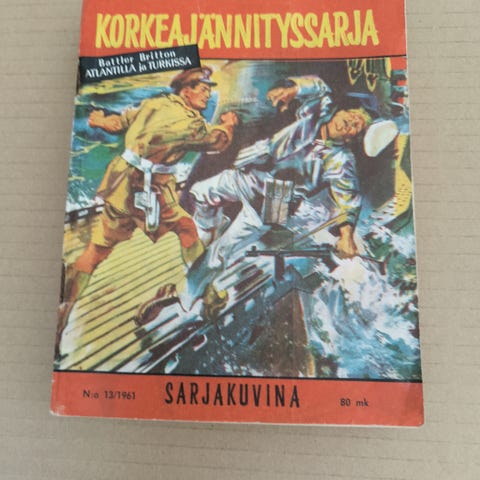 KORKEAJÄNNITYSSARJA
Battler Britton
ATLANTILLA ja TURKISSA
N:o 13/1961
SARJAKUVINA
80 mk